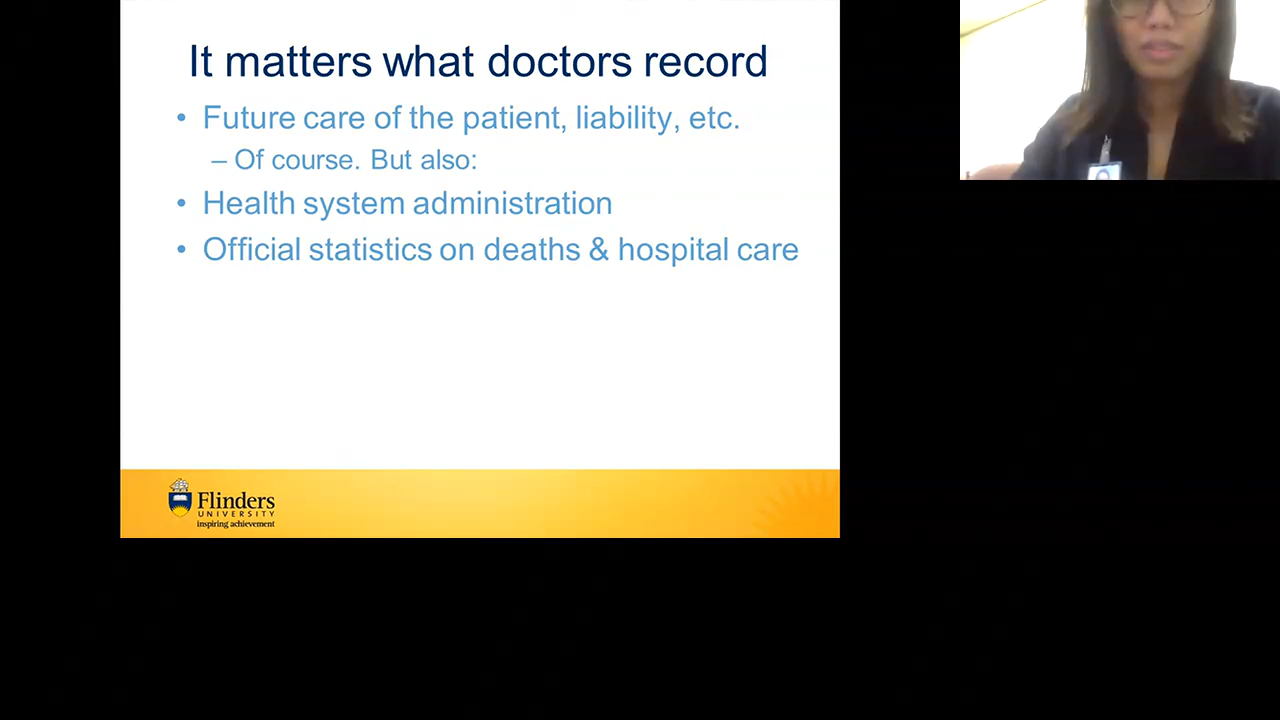 It matters what doctors record
• Future care of the patient, liability, etc.
– Of course. But also:
• Health system administration
• Official statistics on deaths & hospital care
Flinders
UNIVERSITY
inspiring achievement